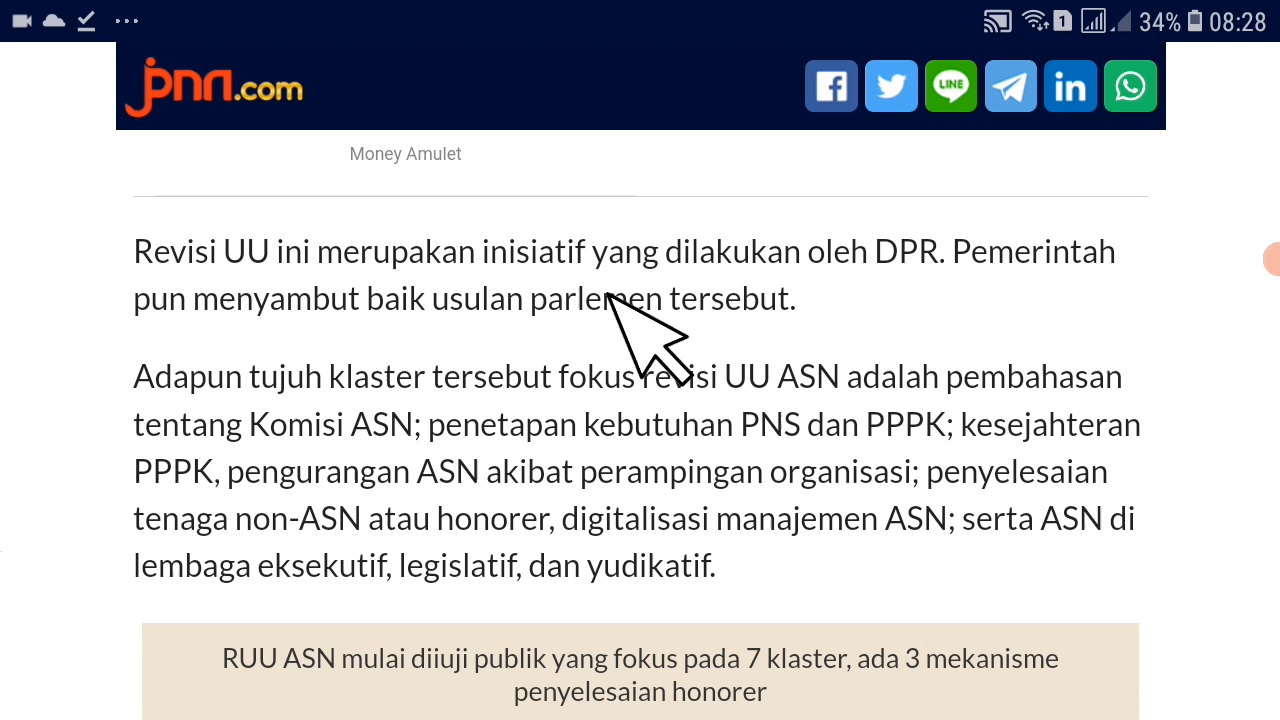 34% 08:28
jpnn.com
LINE
Money Amulet
Revisi UU ini merupakan inisiatif yang dilakukan oleh DPR. Pemerintah
pun menyambut baik usulan parlemen tersebut.
Adapun tujuh klaster tersebut fokus revisi UU ASN adalah pembahasan
tentang Komisi ASN; penetapan kebutuhan PNS dan PPPK; kesejahteran
PPPK, pengurangan ASN akibat perampingan organisasi; penyelesaian
tenaga non-ASN atau honorer, digitalisasi manajemen ASN; serta ASN di
lembaga eksekutif, legislatif, dan yudikatif.
RUU ASN mulai diiuji publik yang fokus pada 7 klaster, ada 3 mekanisme
penyelesaian honorer